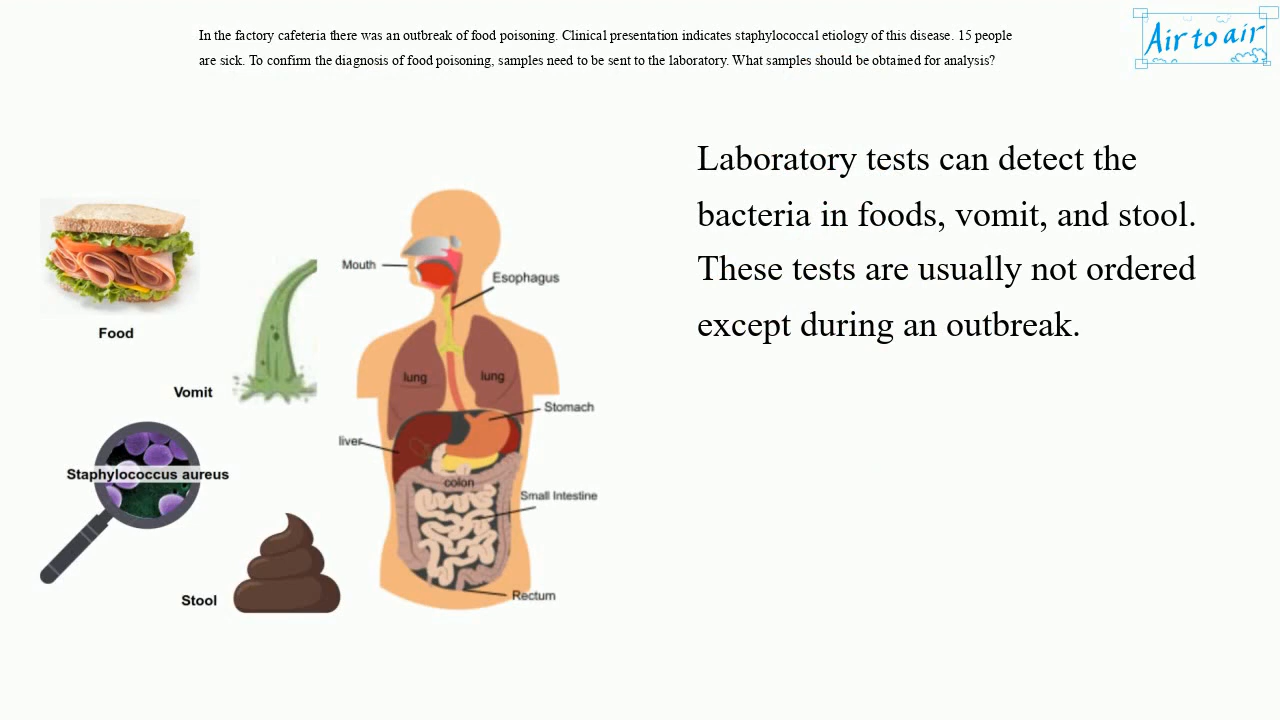 In the factory cafeteria there was an outbreak of food poisoning. Clinical presentation indicates staphylococcal etiology of this disease. 15 people
are sick. To confirm the diagnosis of food poisoning, samples need to be sent to the laboratory. What samples should be obtained for analysis?
Air to air
Laboratory tests can detect the
bacteria in foods, vomit, and stool.
These tests are usually not ordered
except during an outbreak.
Food
Vomit
Staphylococcus aureus
Stool
Mouth
Esophagus
lung
lung
Stomach
liver
colon
Small Intestine
Rectum